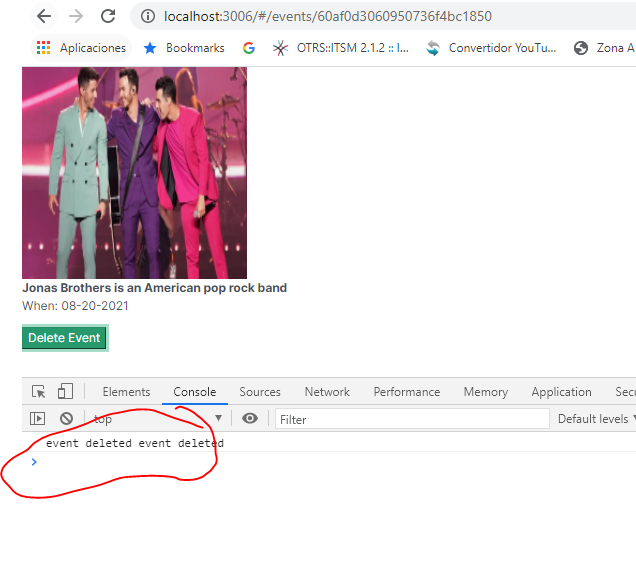 localhost:3006/#/events/60af0d3060950736f4bc1850
Aplicaciones Bookmarks OTRS::ITSM 2.1.2 :: I... Convertidor YouTu... Zona A
Jonas Brothers is an American pop rock band
When: 08-20-2021
Delete Event
Elements Console Sources Network Performance Memory Application Secu
top Filter Default levels
event deleted event deleted